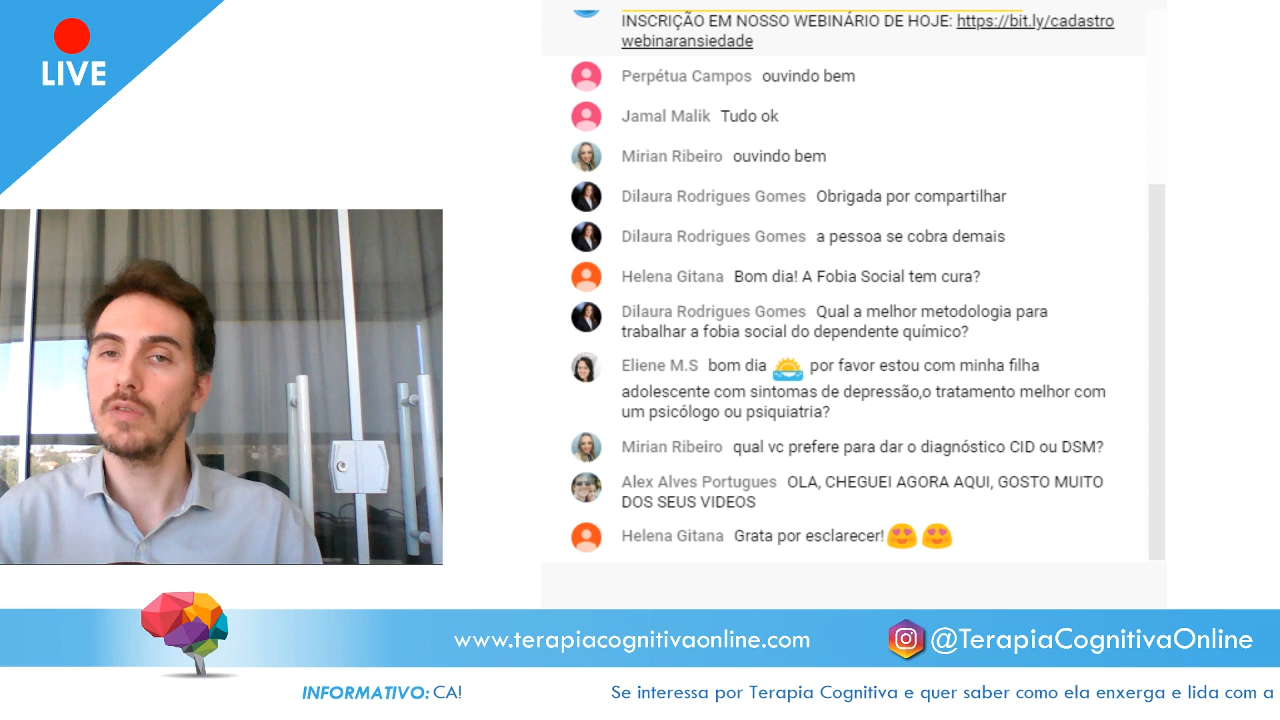 LIVE
INSCRIÇÃO EM NOSSO WEBINÁRIO DE HOJE: https://bit.ly/cadastro
webinaransiedade
Perpétua Campos ouvindo bem
Jamal Malik Tudo ok
Mirian Ribeiro ouvindo bem
Dilaura Rodrigues Gomes Obrigada por compartilhar
Dilaura Rodrigues Gomes a pessoa se cobra demais
Helena Gitana Bom dia! A Fobia Social tem cura?
Dilaura Rodrigues Gomes Qual a melhor metodologia para
trabalhar a fobia social do dependente químico?
Eliene M.S bom dia 🌅 por favor estou com minha filha
adolescente com sintomas de depressão,o tratamento melhor com
um psicólogo ou psiquiatria?
Mirian Ribeiro qual vc prefere para dar o diagnóstico CID ou DSM?
Alex Alves Portugues OLA, CHEGUEI AGORA AQUI, GOSTO MUITO
DOS SEUS VIDEOS
Helena Gitana Grata por esclarecer!😍😍
www.terapiacognitivaonline.com
@TerapiaCognitivaOnline
INFORMATIVO: CA!
Se interessa por Terapia Cognitiva e quer saber como ela enxerga e lida com a